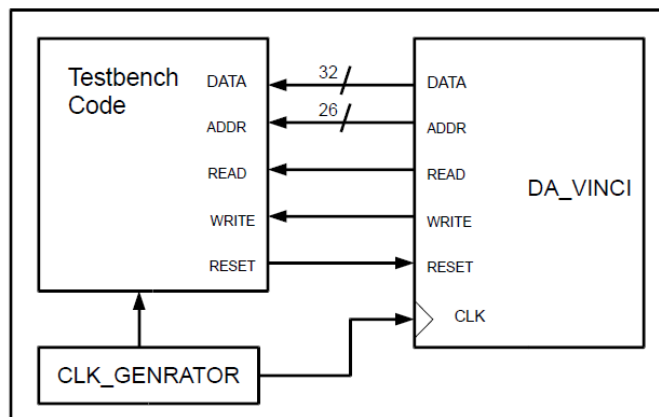 Testbench
Code
DATA
ADDR
READ
WRITE
RESET
32
26
DATA
ADDR
READ
WRITE
RESET
CLK
DA_VINCI
CLK_GENRATOR